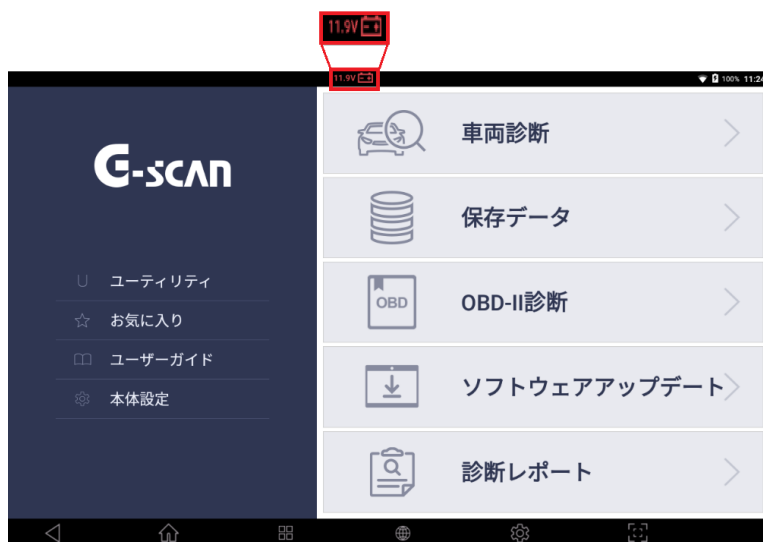 11.9V
11.9V
100% 11:24
G-scan
ユーティリティ
お気に入り
ユーザーガイド
本体設定
車両診断
保存データ
OBD
OBD-II診断
ソフトウェアアップデート
診断レポート